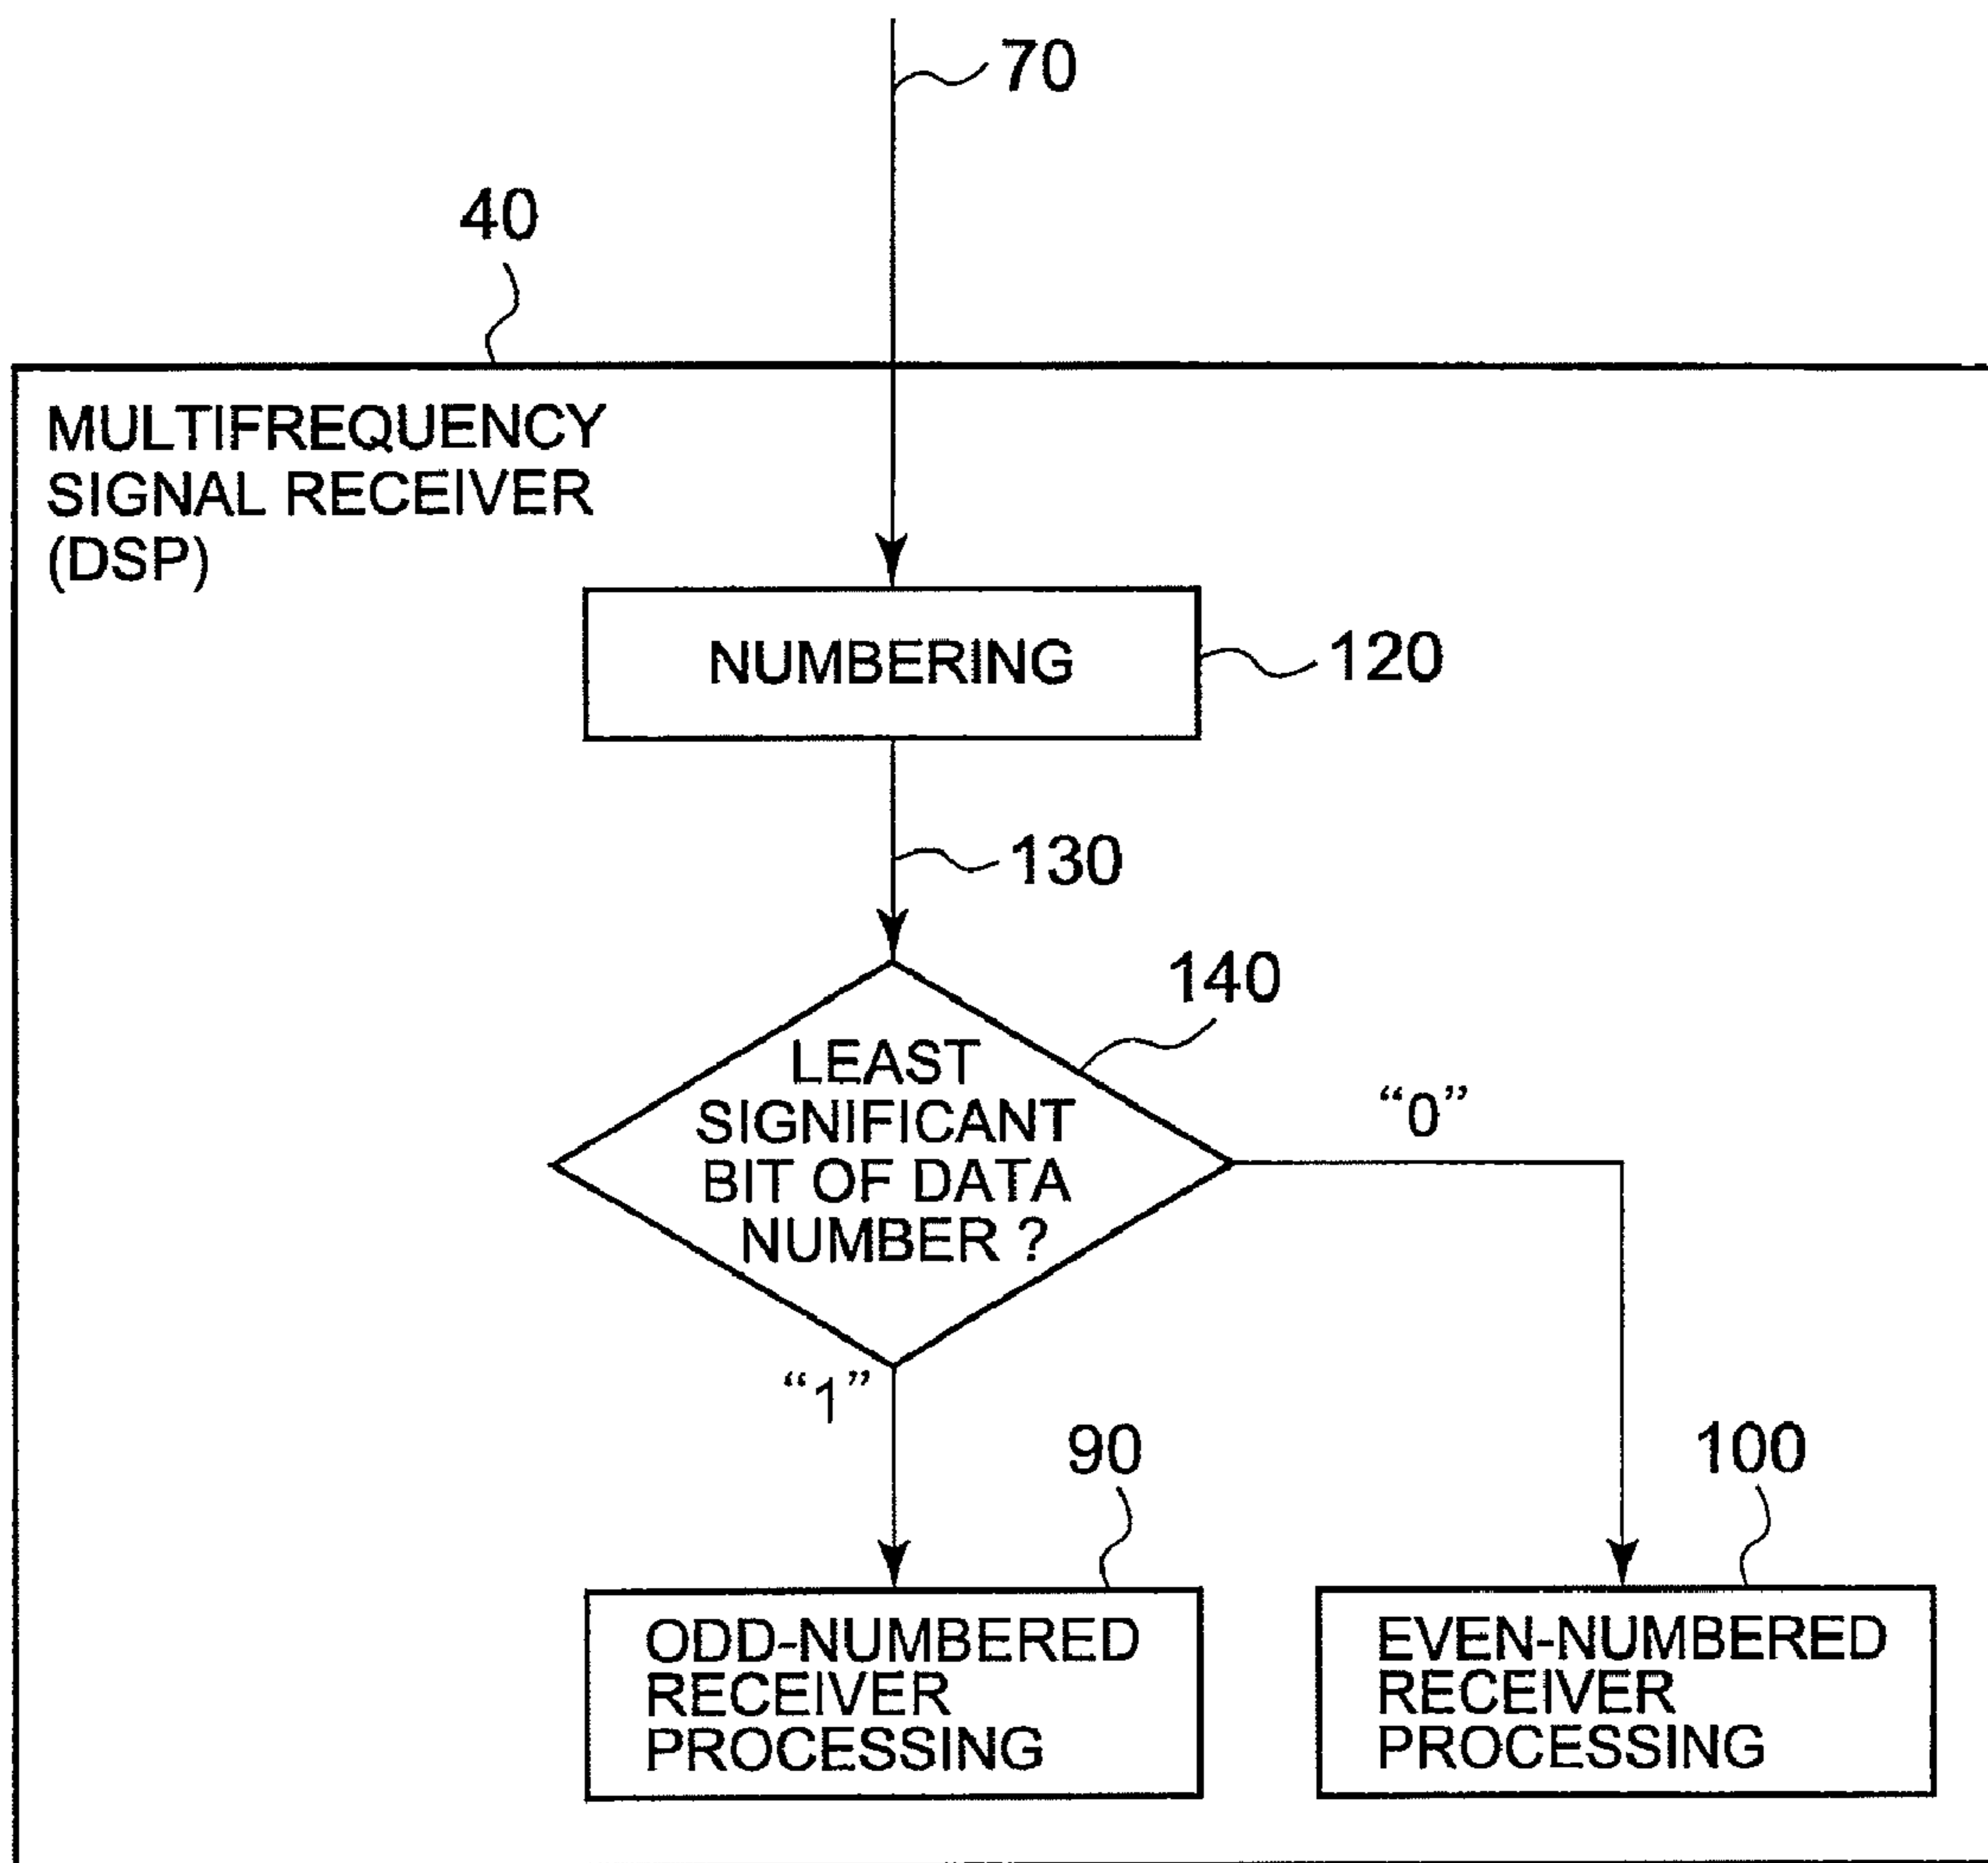 70
40
MULTIFREQUENCY
SIGNAL RECEIVER
(DSP)
NUMBERING
120
130
140
LEAST
SIGNIFICANT
BIT OF DATA
NUMBER ?
“0”
“1”
90
100
ODD-NUMBERED
RECEIVER
PROCESSING
EVEN-NUMBERED
RECEIVER
PROCESSING